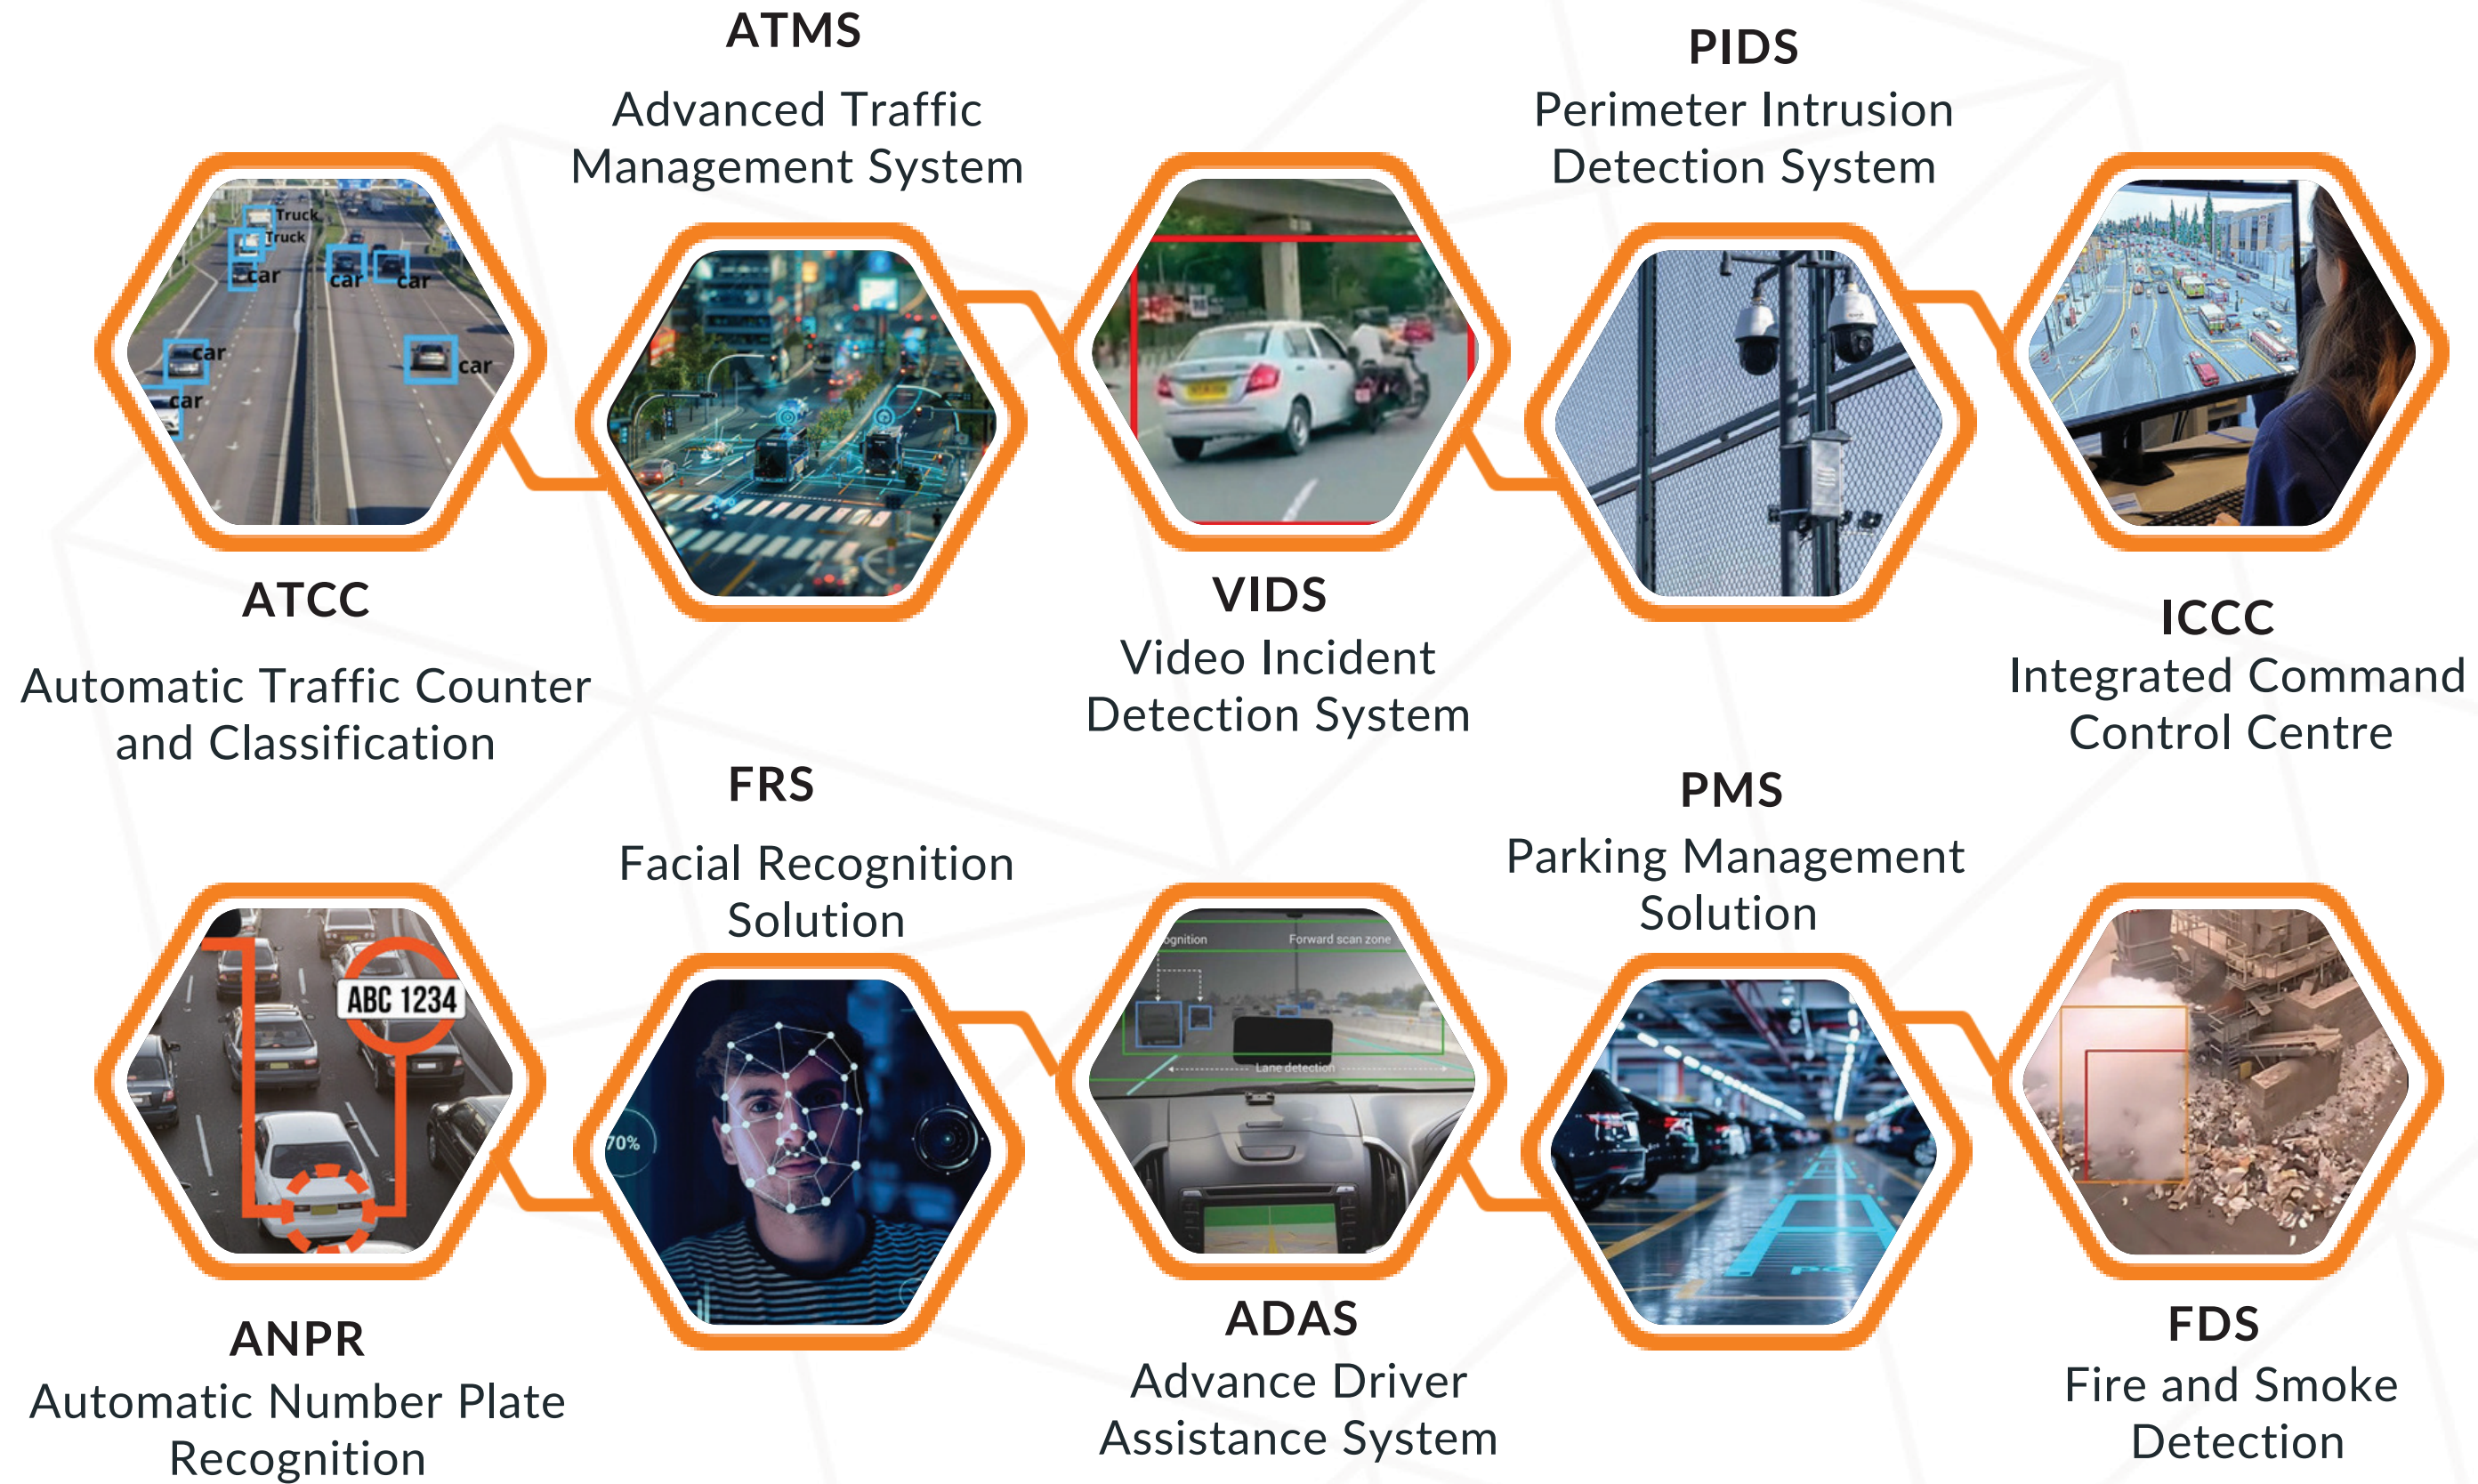 ATMS
Advanced Traffic
Management System
PIDS
Perimeter Intrusion
Detection System
Truck
Truck
car
car
car
car
car
car
ATCC
Automatic Traffic Counter
and Classification
VIDS
Video Incident
Detection System
ICCC
Integrated Command
Control Centre
FRS
Facial Recognition
Solution
PMS
Parking Management
Solution
ABC 1234
70%
ognition
Forward scan zone
Lane detection
ANPR
Automatic Number Plate
Recognition
ADAS
Advance Driver
Assistance System
FDS
Fire and Smoke
Detection